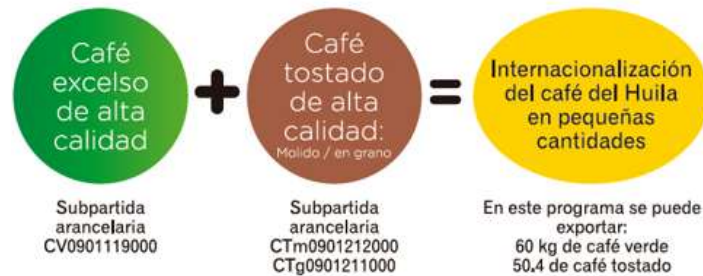 Café
excelso
de alta
calidad
+
Café
tostado
de alta
calidad:
Molido / en grano
=
Internacionalización
del café del Huila
en pequeñas
cantidades
Subpartida
arancelaria
CV0901119000
Subpartida
arancelaria
CTm0901212000
CTg0901211000
En este programa se puede
exportar:
60 kg de café verde
50.4 de café tostado